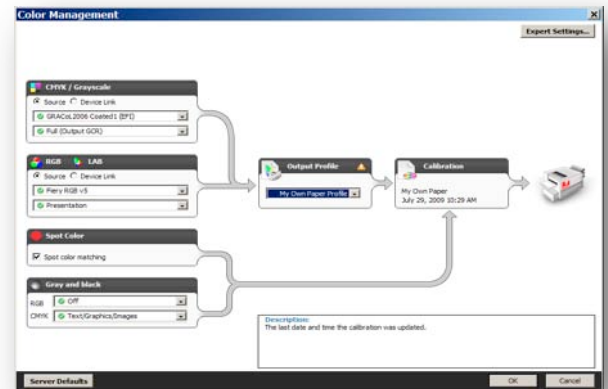 Color Management
Expert Settings...
CMYK / Grayscale
Source Device Link
GRACoL2006 Coated1 (EFI)
Full (Output GCR)
RGB LAB
Source Device Link
Fiery RGB v5
Presentation
Output Profile
My Own Paper Profile
Calibration
My Own Paper
July 29, 2009 10:29 AM
Spot Color
Spot color matching
Gray and black
RGB Off
CMYK Text/Graphics/Images
Description:
The last date and time the calibration was updated.
Server Defaults
OK Cancel